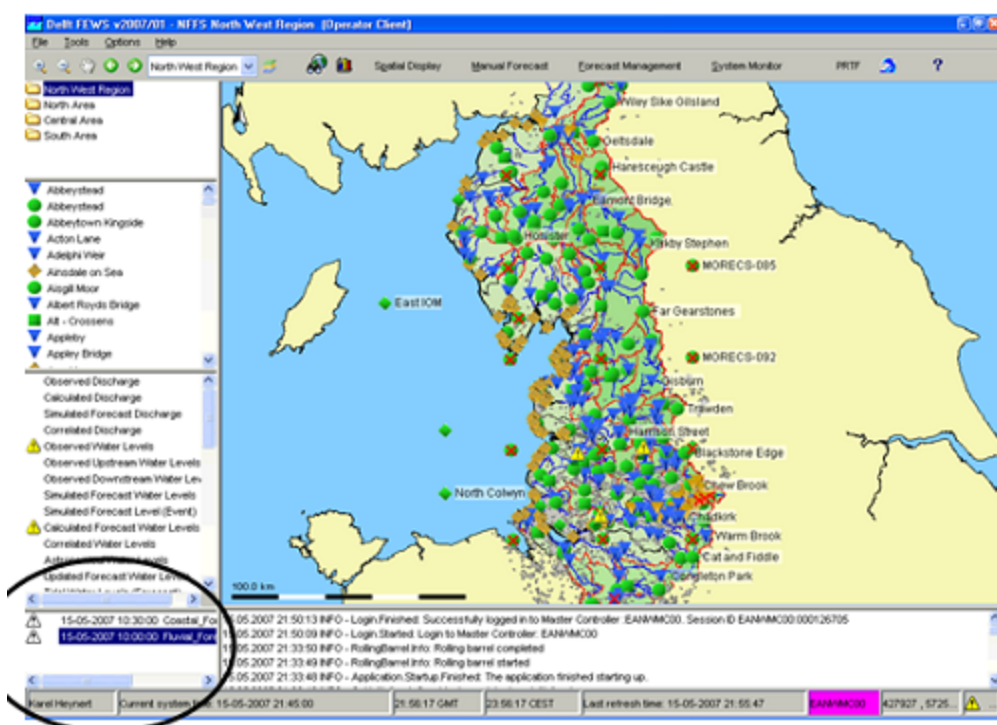 Delft FEWS v2007/01 - NFFS North West Region (Operator Client)
File Tools Options Help
North West Region Spatial Display Manual Forecast Forecast Management System Monitor PRTF ?
North West Region
North Area
Central Area
South Area
Abbeystead
Abbeystead
Abbeytown Kingside
Acton Lane
Adelphi Weir
Ainsdale on Sea
Aisgill Moor
Albert Royds Bridge
Alt - Crossens
Appleby
Appley Bridge
Observed Discharge
Calculated Discharge
Simulated Forecast Discharge
Correlated Discharge
Observed Water Levels
Observed Upstream Water Levels
Observed Downstream Water Lev
Simulated Forecast Water Levels
Simulated Forecast Level (Event)
Calculated Forecast Water Levels
Correlated Water Levels
Updated Forecast Water Level
Wiley Sike Gilsland
Geltsdale
Haresceugh Castle
Eamont Bridge
Hollister
Kirkby Stephen
MORECS-085
East IOM
Far Gearstones
MORECS-092
Gisburn
Trawden
Harrison Street
Blackstone Edge
Chew Brook
North Colwyn
Chadkirk
Warm Brook
Cat and Fiddle
Congleton Park
100.0 km
15-05-2007 10:30:00 Coastal_Fo
15-05-2007 10:00:00 Fluvial_Fore
05.2007 21:50:13 INFO - Login.Finished: Successfully logged in to Master Controller :EANWMC00. Session ID EANWMC00:000126705
05.2007 21:50:09 INFO - Login.Started: Login to Master Controller: EANWMC00
05.2007 21:33:50 INFO - RollingBarrel.Info: Rolling barrel completed
05.2007 21:33:49 INFO - RollingBarrel.Info: Rolling barrel started
05.2007 21:33:48 INFO - Application.Startup.Finished: The application finished starting up.
Karel Heynert Current system time: 15-05-2007 21:45:00 21:56:17 GMT 23:56:17 CEST Last refresh time: 15-05-2007 21:55:47 EANWMC00 427927 , 5725...